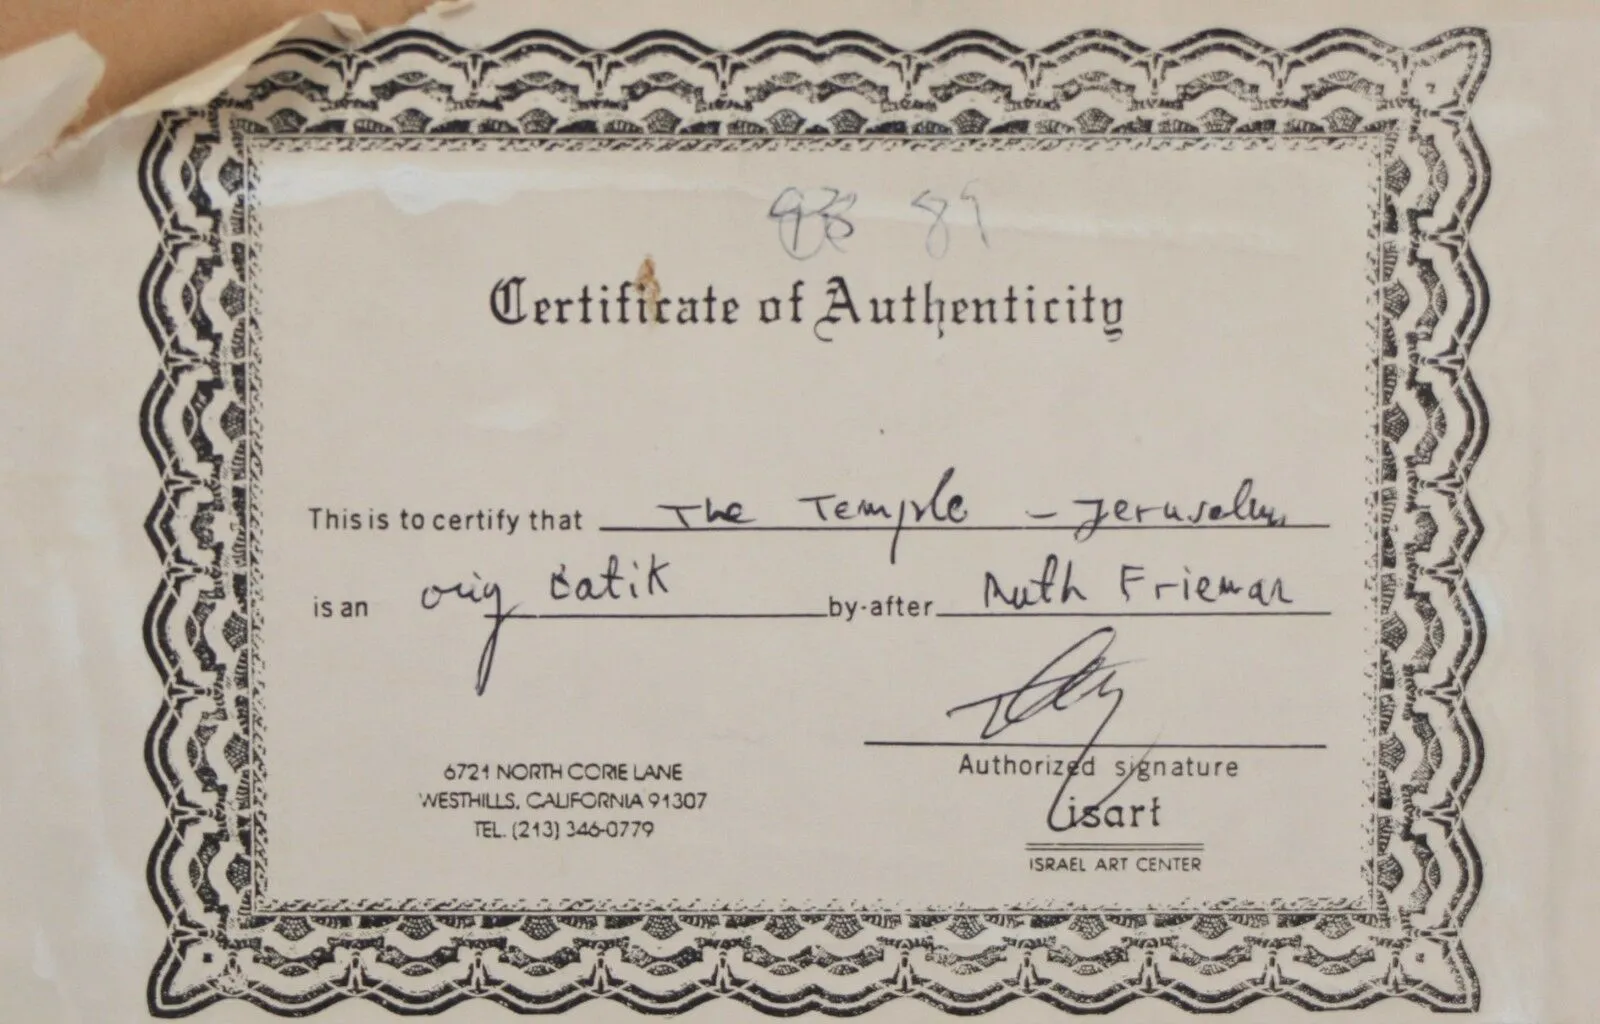 89
Certificate of Authenticity
This is to certify that The Temple - Jerusalem
is an orig Batik by-after Ruth Frieman
Authorized signature
isart
ISRAEL ART CENTER
6721 NORTH CORIE LANE
WESTHILLS, CALIFORNIA 91307
TEL. (213) 346-0779